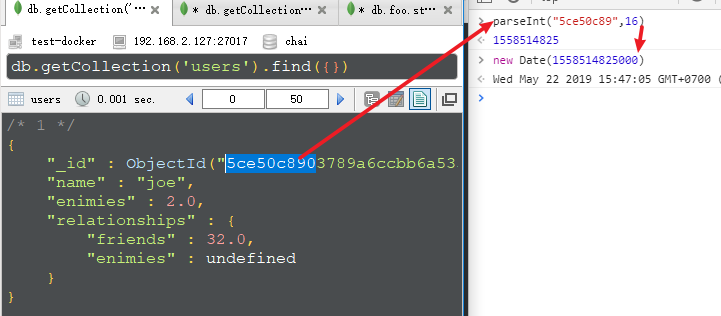 db.getCollection('...
* db.getCollection...
* db.foo.st...
test-docker
192.168.2.127:27017
chai
db.getCollection('users').find({})
users
0.001 sec.
0
50
/* 1 */
{
"_id" : ObjectId("5ce50c8903789a6ccbb6a53
"name" : "joe",
"enimies" : 2.0,
"relationships" : {
"friends" : 32.0,
"enimies" : undefined
}
}
> parseInt("5ce50c89",16)
< 1558514825
> new Date(1558514825000)
< Wed May 22 2019 15:47:05 GMT+0700 (
>